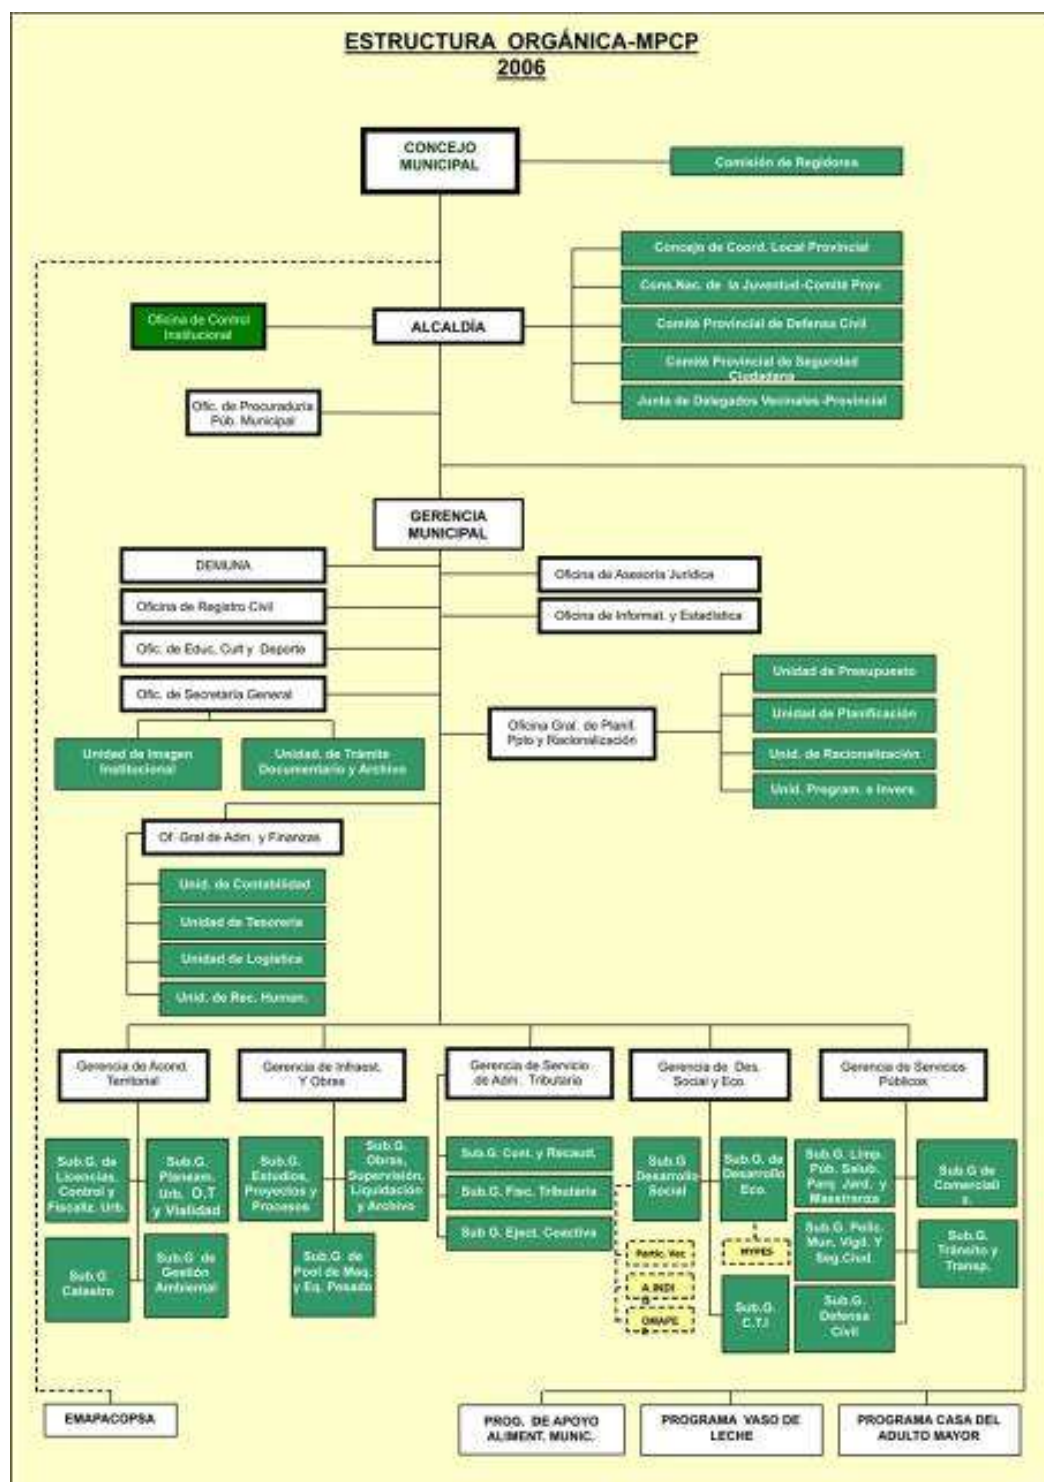 ESTRUCTURA ORGÁNICA-MPCP
2006
CONCEJO
MUNICIPAL
Comisión de Regidores
Concejo de Coord. Local Provincial
Cons.Nac. de la Juventud-Comité Prov.
Oficina de Control
Institucional
ALCALDÍA
Comité Provincial de Defensa Civil
Comité Provincial de Seguridad
Ciudadana
Junta de Delegados Vecinales-Provincial
Ofic. de Procuraduría
Púb. Municipal
GERENCIA
MUNICIPAL
DEMUNA
Oficina de Asesoría Jurídica
Oficina de Registro Civil
Oficina de Informat. y Estadística
Ofic. de Educ. Cult y Deporte
Ofic. de Secretaría General
Unidad de Presupuesto
Unidad de Planificación
Oficina Gral. de Planif.
Ppto y Racionalización
Unid. de Racionalización.
Unid. Program. e Invers.
Unidad de Imagen
Institucional
Unidad. de Trámite
Documentario y Archivo
Of. Gral de Adm. y Finanzas
Unid. de Contabilidad
Unidad de Tesorería
Unidad de Logística
Unid. de Rec. Human.
Gerencia de Acond.
Territorial
Gerencia de Infraest.
Y Obras
Gerencia de Servicio
de Adm. Tributaria
Gerencia de Des.
Social y Eco.
Gerencia de Servicios
Públicos
Sub.G. de
Licencias,
Control y
Fiscaliz. Urb.
Sub.G.
Planeam.
Urb. O.T
y Vialidad
Sub.G.
Estudios,
Proyectos y
Procesos
Sub.G.
Obras,
Supervisión,
Liquidación
y Archivo
Sub.G. Cont. y Recaud.
Sub.G. Fisc. Tributaria
Sub G. Eject. Coactiva
Sub.G
Desarrollo
Social
Sub.G. de
Desarrollo
Eco.
Sub.G. Limp.
Púb. Salub.
Parq. Jard. y
Maestranza
Sub.G de
Comerciali
z.
Sub.G
Catastro
Sub.G. de
Gestión
Ambiental
Sub.G. de
Pool de Maq.
y Eq. Pesado
Partic. Vec.
A.INDI
OMAPE
D
MYPES
Sub.G.
C.T.I
Sub.G. Polic.
Mun. Vigil. Y
Seg.Ciud.
Sub.G.
Tránsito y
Transp.
Sub.G.
Defensa
Civil
EMAPACOPSA
PROG. DE APOYO
ALIMENT. MUNIC.
PROGRAMA VASO DE
LECHE
PROGRAMA CASA DEL
ADULTO MAYOR